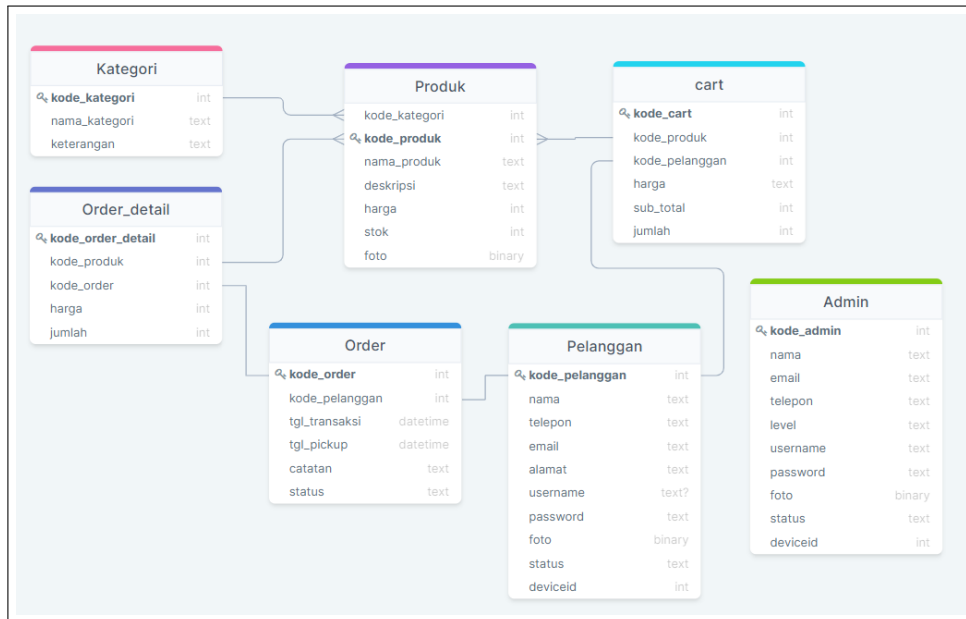 Kategori
kode_kategori int
nama_kategori text
keterangan text
Order_detail
kode_order_detail int
kode_produk int
kode_order int
harga int
jumlah int
Produk
kode_kategori int
kode_produk int
nama_produk text
deskripsi text
harga int
stok int
foto binary
cart
kode_cart int
kode_produk int
kode_pelanggan int
harga text
sub_total int
jumlah int
Order
kode_order int
kode_pelanggan int
tgl_transaksi datetime
tgl_pickup datetime
catatan text
status text
Pelanggan
kode_pelanggan int
nama text
telepon text
email text
alamat text
username text?
password text
foto binary
status text
deviceid int
Admin
kode_admin int
nama text
email text
telepon text
level text
username text
password text
foto binary
status text
deviceid int